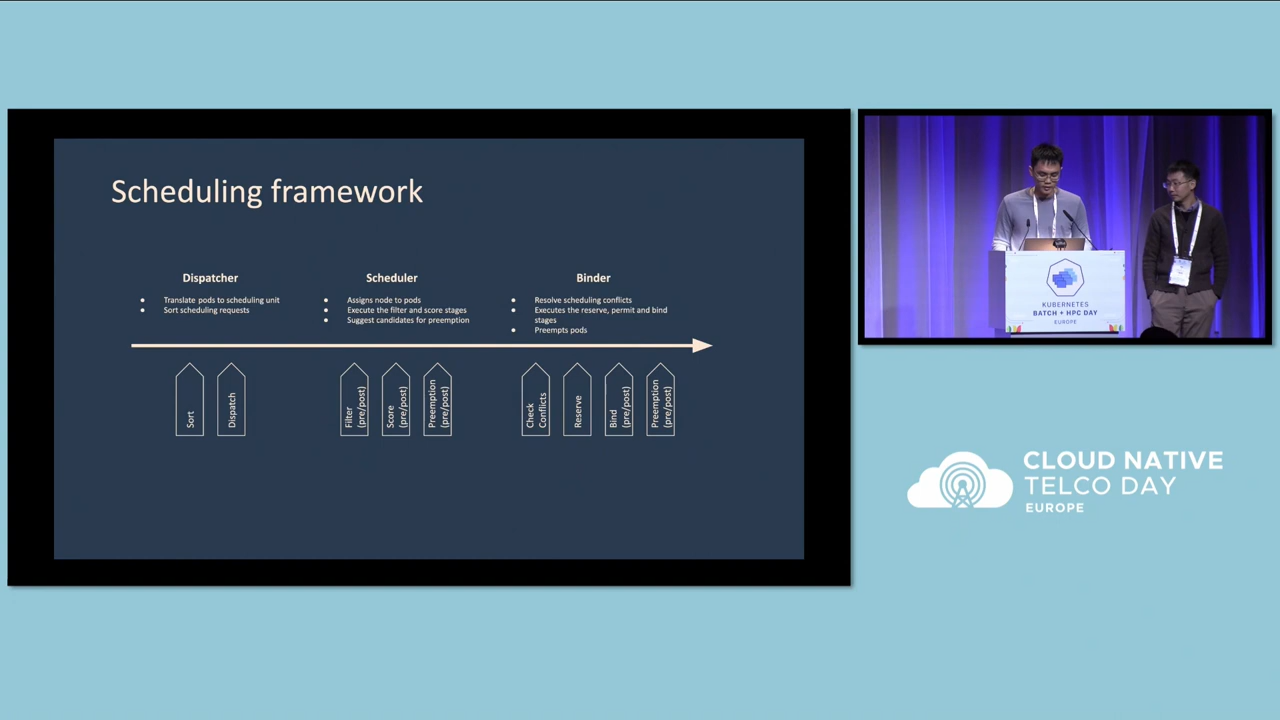 Scheduling framework
Dispatcher
Translate pods to scheduling unit
Sort scheduling requests
Scheduler
Assigns node to pods
Execute the filter and score stages
Suggest candidates for preemption
Binder
Resolve scheduling conflicts
Executes the reserve, permit and bind
stages
Preempts pods
Sort
Dispatch
Filter
(pre/post)
Score
(pre/post)
Preemption
(pre/post)
Check
Conflicts
Reserve
Bind
(pre/post)
Preemption
(pre/post)
KUBERNETES
BATCH + HPC DAY
EUROPE
CLOUD NATIVE
TELCO DAY
EUROPE